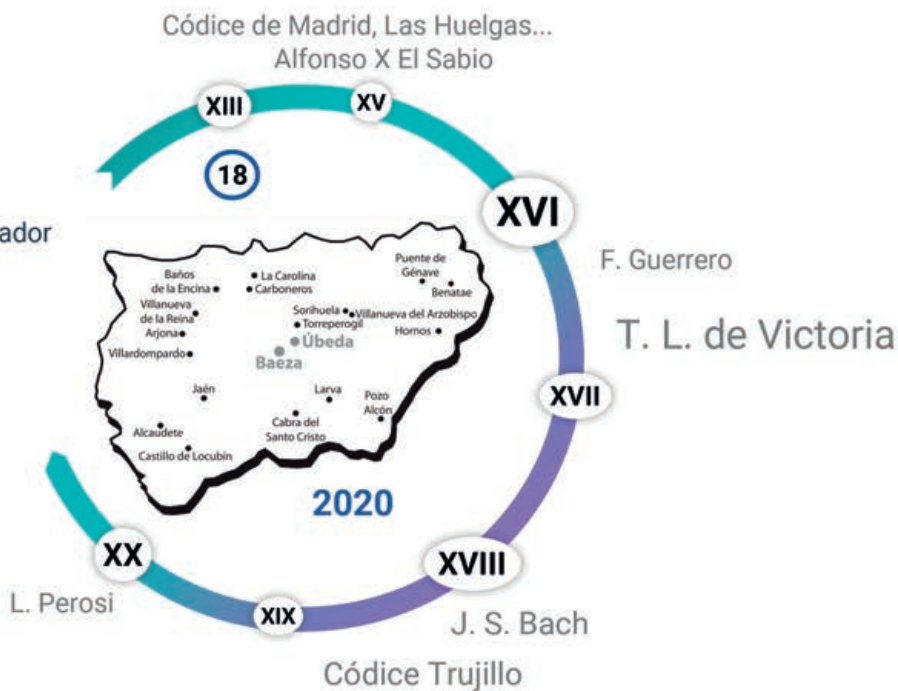 Códice de Madrid, Las Huelgas...
Alfonso X El Sabio
XIII
XV
18
XVI
ador
F. Guerrero
T. L. de Victoria
Puente de
Génave
Benatae
Baños
de la Encina
La Carolina
Carboneros
Villanueva
de la Reina
Sorihuela
Villanueva del Arzobispo
Torreperogil
Hornos
Arjona
Úbeda
Villardompardo
Baeza
XVII
Jaén
Larva
Pozo
Alcón
Alcaudete
Cabra del
Santo Cristo
Castillo de Locubín
2020
XX
XVIII
L. Perosi
XIX
J. S. Bach
Códice Trujillo